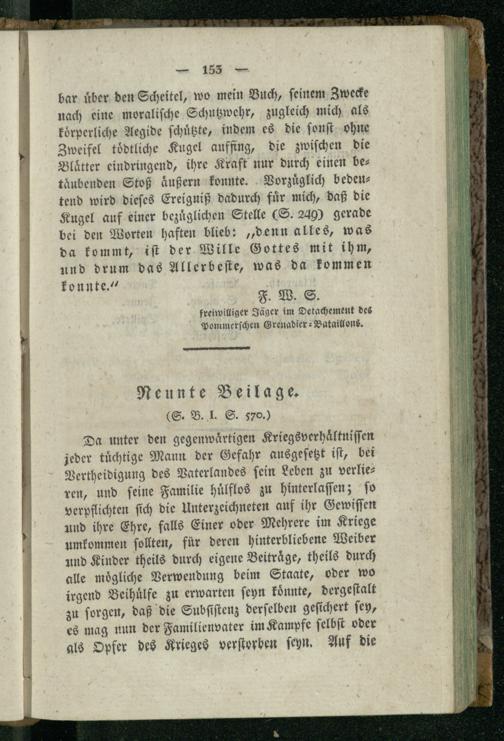 — 153 —
bar über den Scheitel, wo mein Buch, seinem Zwecke
nach eine moralische Schutzwehr, zugleich mich als
körperliche Aegide schützte, indem es die sonst ohne
Zweifel tödtliche Kugel auffing, die zwischen die
Blätter eindringend, ihre Kraft nur durch einen be-
täubenden Stoß äußern konnte. Vorzüglich bedeu-
tend wird dieses Ereigniß dadurch für mich, daß die
Kugel auf einer bezüglichen Stelle (S. 249) gerade
bei den Worten haften blieb: „denn alles, was
da kommt, ist der Wille Gottes mit ihm,
und drum das Allerbeste, was da kommen
konnte.“
F. W. S.
freiwilliger Jäger im Detachement des
Pommerschen Grenadier-Bataillons.
Neunte Beilage.
(S. B. I. S. 570.)
Da unter den gegenwärtigen Kriegsverhältnissen
jeder tüchtige Mann der Gefahr ausgesetzt ist, bei
Vertheidigung des Vaterlandes sein Leben zu verlie-
ren, und seine Familie hülflos zu hinterlassen; so
verpflichten sich die Unterzeichneten auf ihr Gewissen
und ihre Ehre, falls Einer oder Mehrere im Kriege
umkommen sollten, für deren hinterbliebene Weiber
und Kinder theils durch eigene Beiträge, theils durch
alle mögliche Verwendung beim Staate, oder wo
irgend Beihülfe zu erwarten seyn könnte, dergestalt
zu sorgen, daß die Subsistenz derselben gesichert sey,
es mag nun der Familienvater im Kampfe selbst oder
als Opfer des Krieges verstorben seyn. Auf die